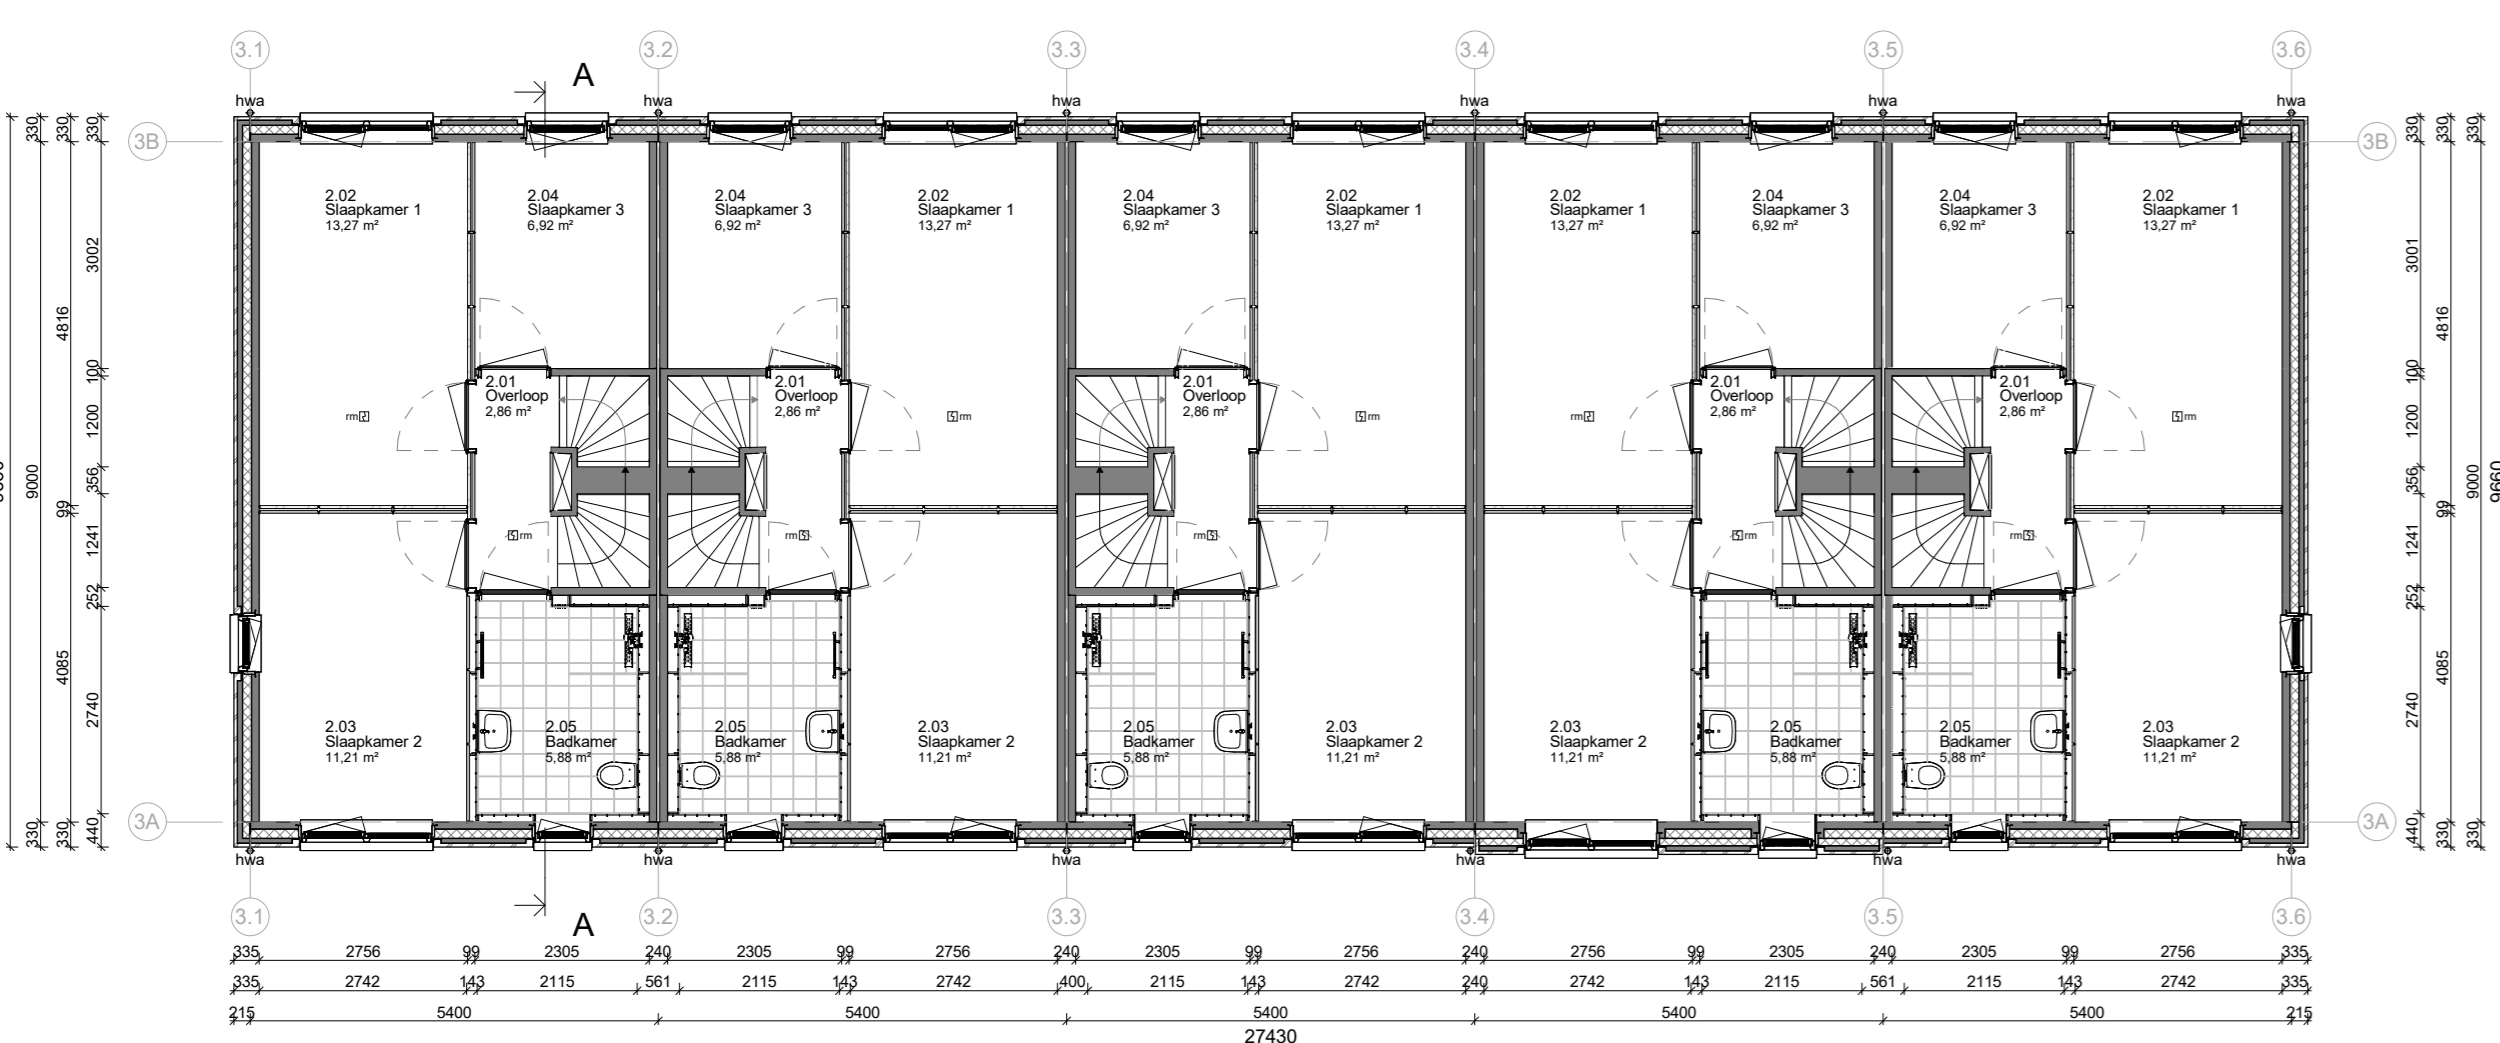 3.1 3.2 3.3 3.4 3.5 3.6
A
hwa hwa hwa hwa hwa hwa
3B 3B
2.02
Slaapkamer 1
13,27 m²
2.04
Slaapkamer 3
6,92 m²
2.04
Slaapkamer 3
6,92 m²
2.02
Slaapkamer 1
13,27 m²
2.04
Slaapkamer 3
6,92 m²
2.02
Slaapkamer 1
13,27 m²
2.02
Slaapkamer 1
13,27 m²
2.04
Slaapkamer 3
6,92 m²
2.04
Slaapkamer 3
6,92 m²
2.02
Slaapkamer 1
13,27 m²
2.01
Overloop
2,86 m²
2.01
Overloop
2,86 m²
2.01
Overloop
2,86 m²
2.01
Overloop
2,86 m²
2.01
Overloop
2,86 m²
rm rm rm rm rm
rm rm rm rm rm
2.03
Slaapkamer 2
11,21 m²
2.05
Badkamer
5,88 m²
2.05
Badkamer
5,88 m²
2.03
Slaapkamer 2
11,21 m²
2.05
Badkamer
5,88 m²
2.03
Slaapkamer 2
11,21 m²
2.03
Slaapkamer 2
11,21 m²
2.05
Badkamer
5,88 m²
2.05
Badkamer
5,88 m²
2.03
Slaapkamer 2
11,21 m²
3A 3A
hwa hwa hwa hwa hwa hwa
3.1 3.2 3.3 3.4 3.5 3.6
A
330 9000 330
330 4816 99 4085 330
330 3002 100 1200 356 1241 252 2740 440
330 3001 100 1200 356 1241 252 2740 440
330 4816 99 4085 330
330 9000 330
9660
335 2756 99 2305 240 2305 99 2756 240 2305 99 2756 240 2756 99 2305 240 2305 99 2756 335
335 2742 143 2115 561 2115 143 2742 400 2115 143 2742 240 2742 143 2115 561 2115 143 2742 335
215 5400 5400 5400 5400 5400 215
27430